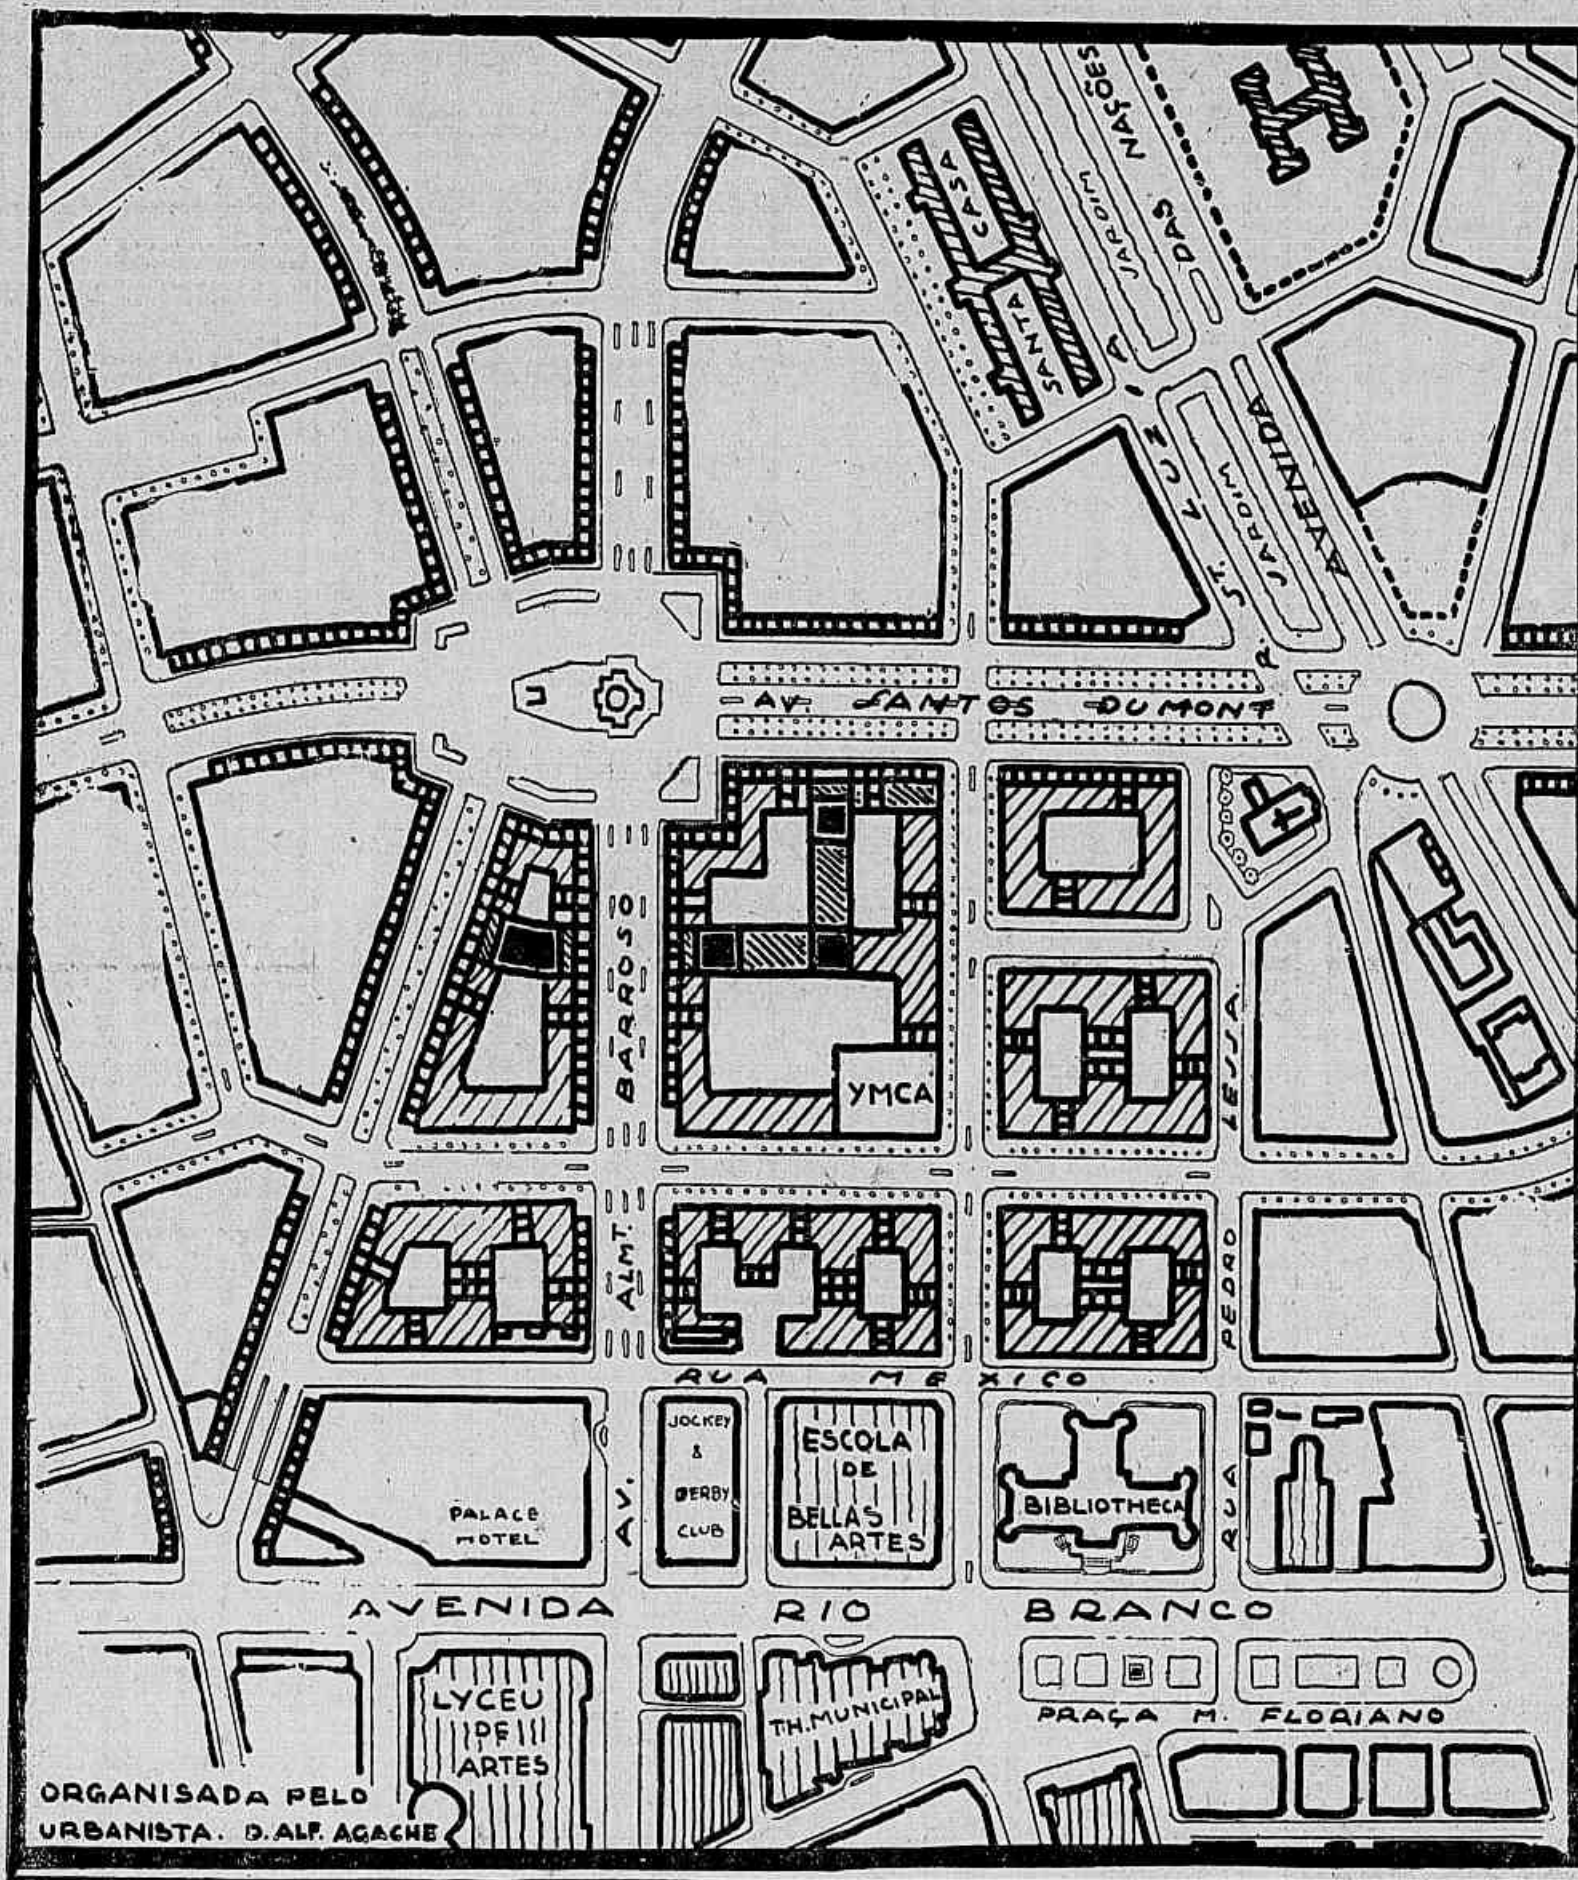 AVENIDA DAS NAÇÕES
JARDIM
JARDIM
SANTA CASA
R. ST. LUZIA
AV. SANTOS DUMONT
AV. ALMT. BARROSO
YMCA
RUA PEDRO LESSA.
RUA MEXICO
JOCKEY
&
DERBY
CLUB
ESCOLA
DE
BELLAS
ARTES
BIBLIOTHECA
PALACE
HOTEL
AVENIDA RIO BRANCO
LYCEU
DE
ARTES
TH. MUNICIPAL
PRAÇA M. FLORIANO
ORGANISADA PELO
URBANISTA. D. ALF. AGACHE